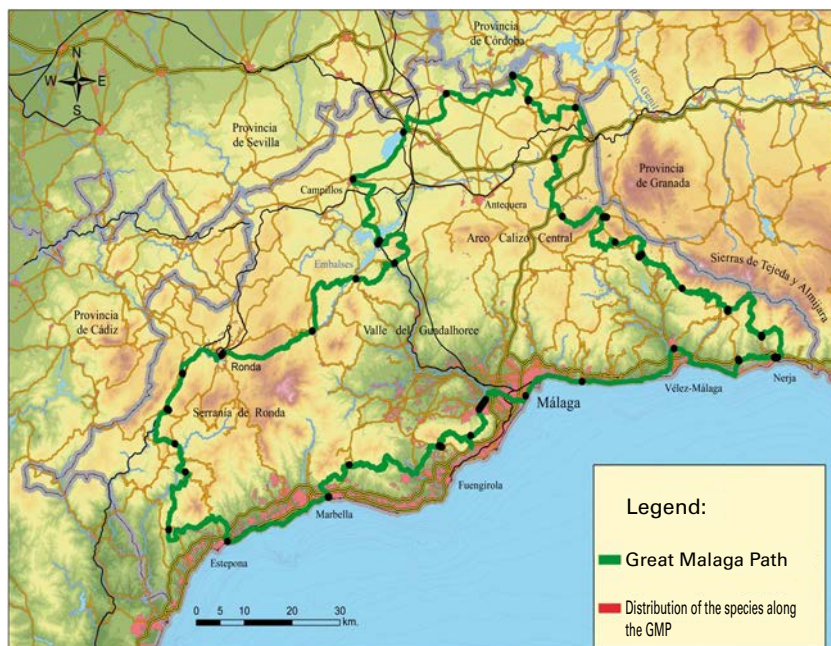 Provincia
de Córdoba
N
W E
S
Río Genil
Provincia
de Sevilla
Provincia
de Granada
Campillos
Antequera
Arco Calizo Central
Sierras de Tejeda y Almijara
Embalses
Provincia
de Cádiz
Valle del Guadalhorce
Ronda
Nerja
Vélez-Málaga
Málaga
Serranía de Ronda
Fuengirola
Marbella
Estepona
0 5 10 20 30
km.
Legend:
Great Malaga Path
Distribution of the species along
the GMP